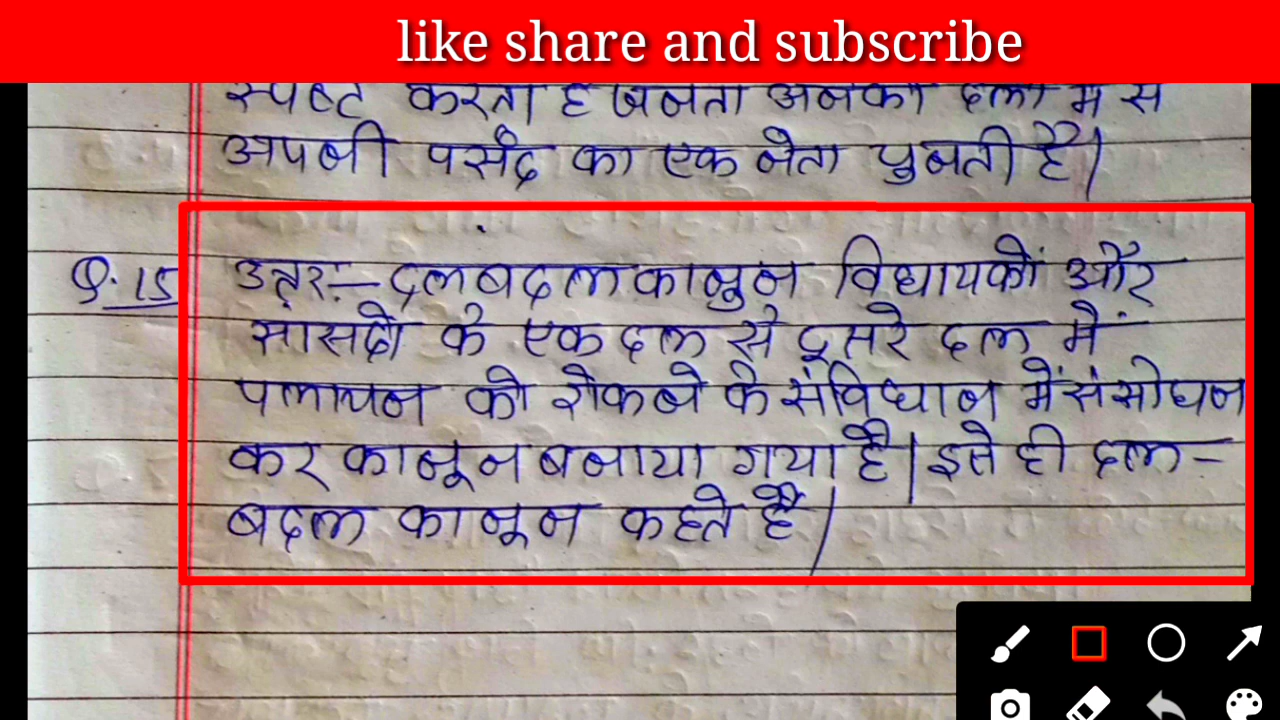 like share and subscribe
स्पष्ट करता है जनता अनेको दलो में से
अपनी पसंद का एक नेता चुनती है।
Q.15 उत्तर:- दलबदल कानुन विधायकों और
सांसदो के एक दल से दूसरे दल में
पलायन को रोकने के संविधान में संसोधन
कर कानून बनाया गया है। इसे ही दल-
बदल कानून कहते है।